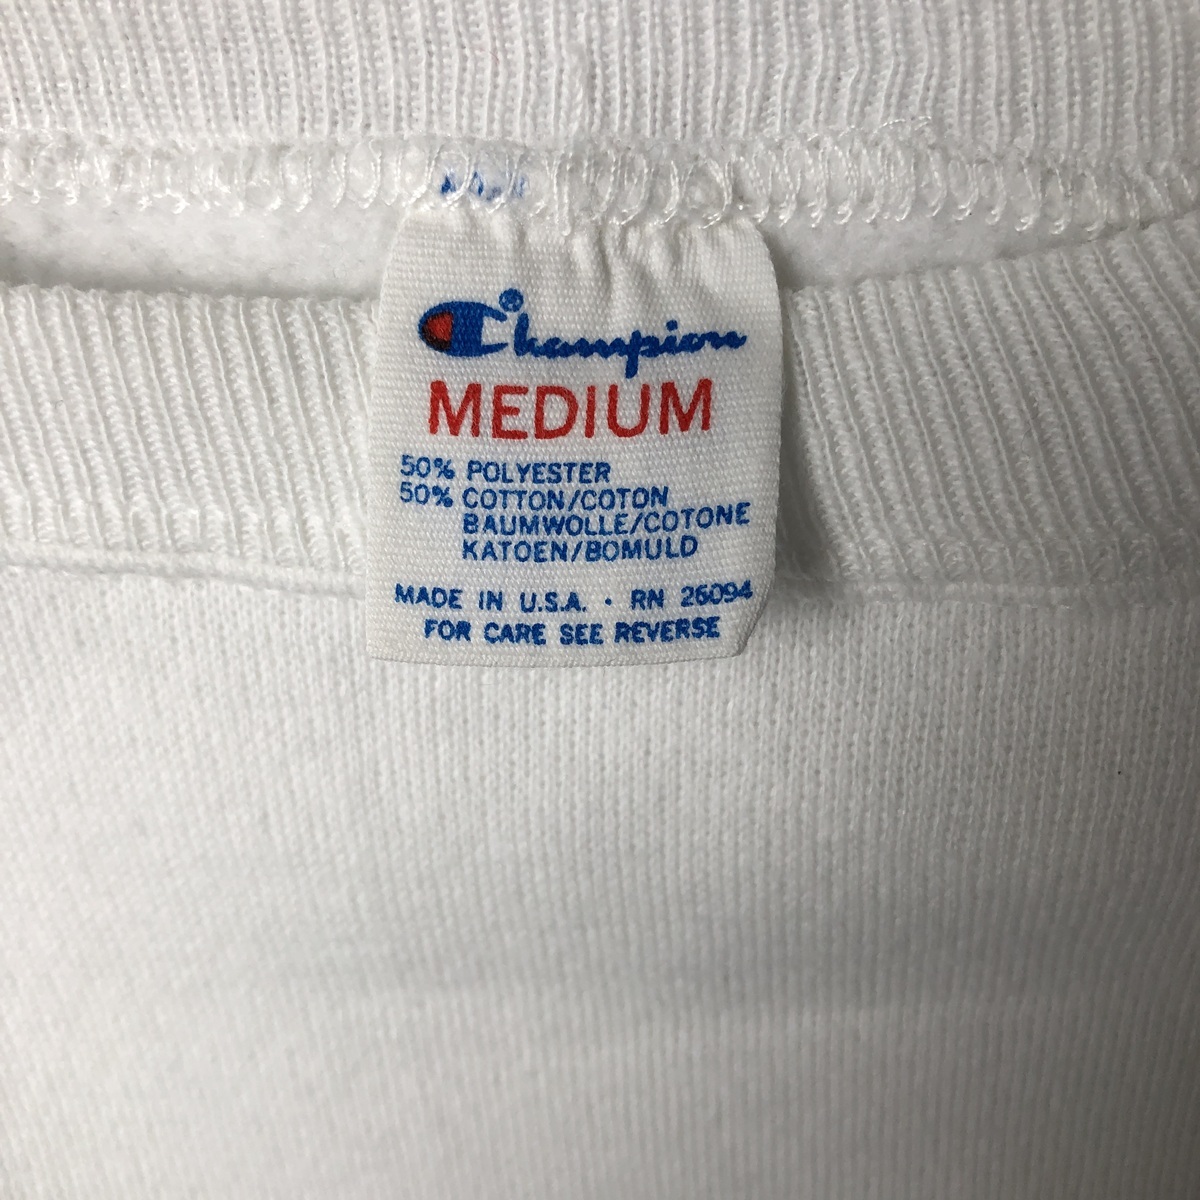 Champion®
MEDIUM
50% POLYESTER
50% COTTON/COTON
BAUMWOLLE/COTONE
KATOEN/BOMULD
MADE IN U.S.A. · RN 26094
FOR CARE SEE REVERSE